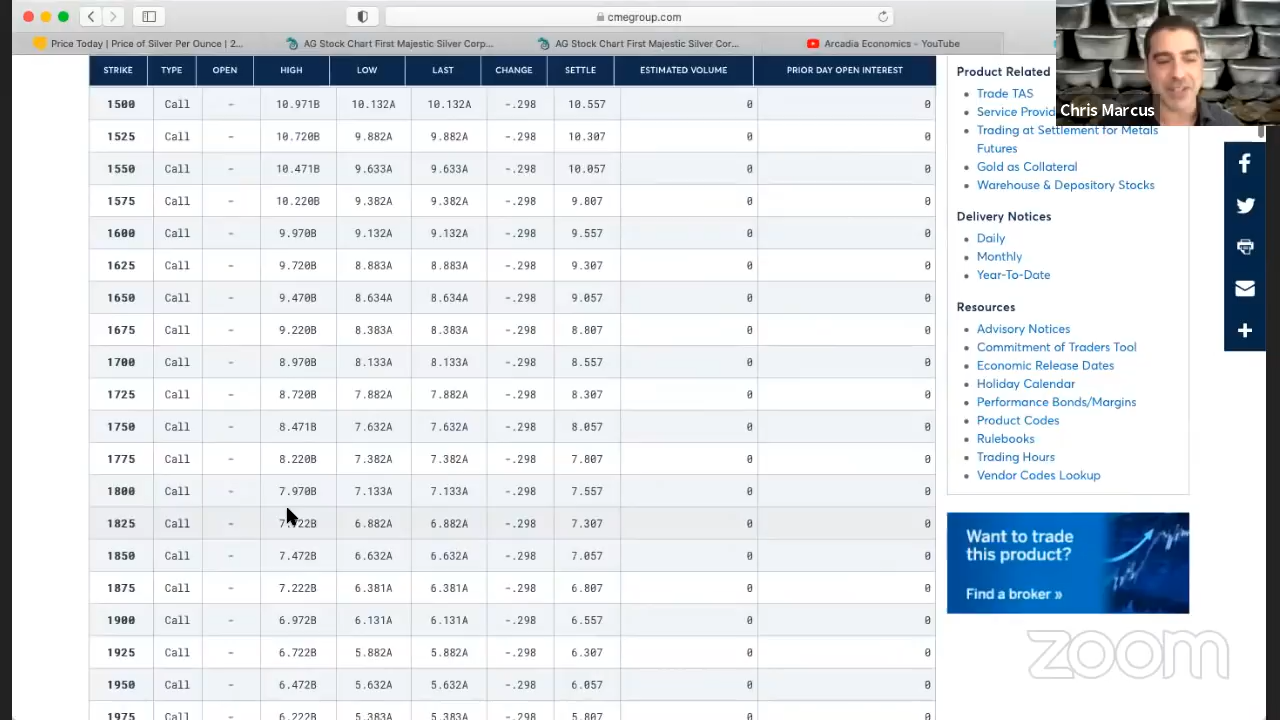 cmegroup.com
Price Today | Price of Silver Per Ounce | 2...
AG Stock Chart First Majestic Silver Corp...
AG Stock Chart First Majestic Silver Cor...
Arcadia Economics – YouTube
Chris Marcus
STRIKE TYPE OPEN HIGH LOW LAST CHANGE SETTLE ESTIMATED VOLUME PRIOR DAY OPEN INTEREST
1500 Call - 10.971B 10.132A 10.132A -.298 10.557 0 0
1525 Call - 10.720B 9.882A 9.882A -.298 10.307 0 0
1550 Call - 10.471B 9.633A 9.633A -.298 10.057 0 0
1575 Call - 10.220B 9.382A 9.382A -.298 9.807 0 0
1600 Call - 9.970B 9.132A 9.132A -.298 9.557 0 0
1625 Call - 9.720B 8.883A 8.883A -.298 9.307 0 0
1650 Call - 9.470B 8.634A 8.634A -.298 9.057 0 0
1675 Call - 9.220B 8.383A 8.383A -.298 8.807 0 0
1700 Call - 8.970B 8.133A 8.133A -.298 8.557 0 0
1725 Call - 8.720B 7.882A 7.882A -.298 8.307 0 0
1750 Call - 8.471B 7.632A 7.632A -.298 8.057 0 0
1775 Call - 8.220B 7.382A 7.382A -.298 7.807 0 0
1800 Call - 7.970B 7.133A 7.133A -.298 7.557 0 0
1825 Call - 6.882A 6.882A -.298 7.307 0 0
1850 Call - 7.472B 6.632A 6.632A -.298 7.057 0 0
1875 Call - 7.222B 6.381A 6.381A -.298 6.807 0 0
1900 Call - 6.972B 6.131A 6.131A -.298 6.557 0 0
1925 Call - 6.722B 5.882A 5.882A -.298 6.307 0 0
1950 Call - 6.472B 5.632A 5.632A -.298 6.057 0 0
1975 Call - 6.222B 5.383A 5.383A -.298 5.807 0 0
Product Related
Trade TAS
Service
Trading at Settlement for Metals
Futures
Gold as Collateral
Warehouse & Depository Stocks
Delivery Notices
Daily
Monthly
Year-To-Date
Resources
Advisory Notices
Commitment of Traders Tool
Economic Release Dates
Holiday Calendar
Performance Bonds/Margins
Product Codes
Rulebooks
Trading Hours
Vendor Codes Lookup
Want to trade
this product?
Find a broker »
zoom